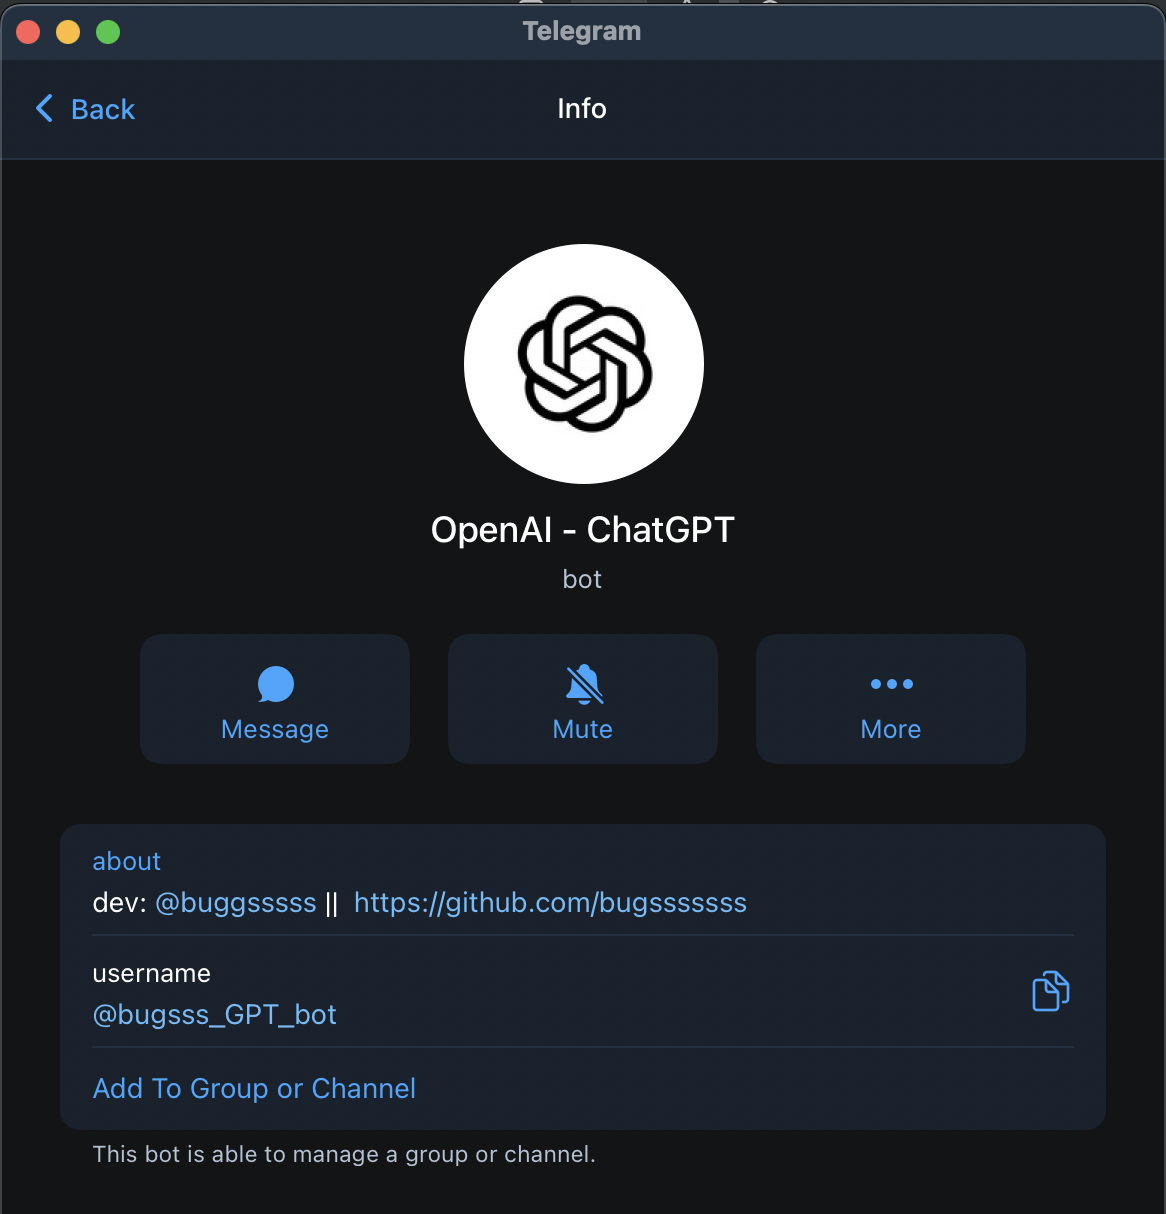 Telegram
Back
Info
OpenAI - ChatGPT
bot
Message
Mute
More
about
dev: @buggsssss || https://github.com/bugsssssss
username
@bugsss_GPT_bot
Add To Group or Channel
This bot is able to manage a group or channel.